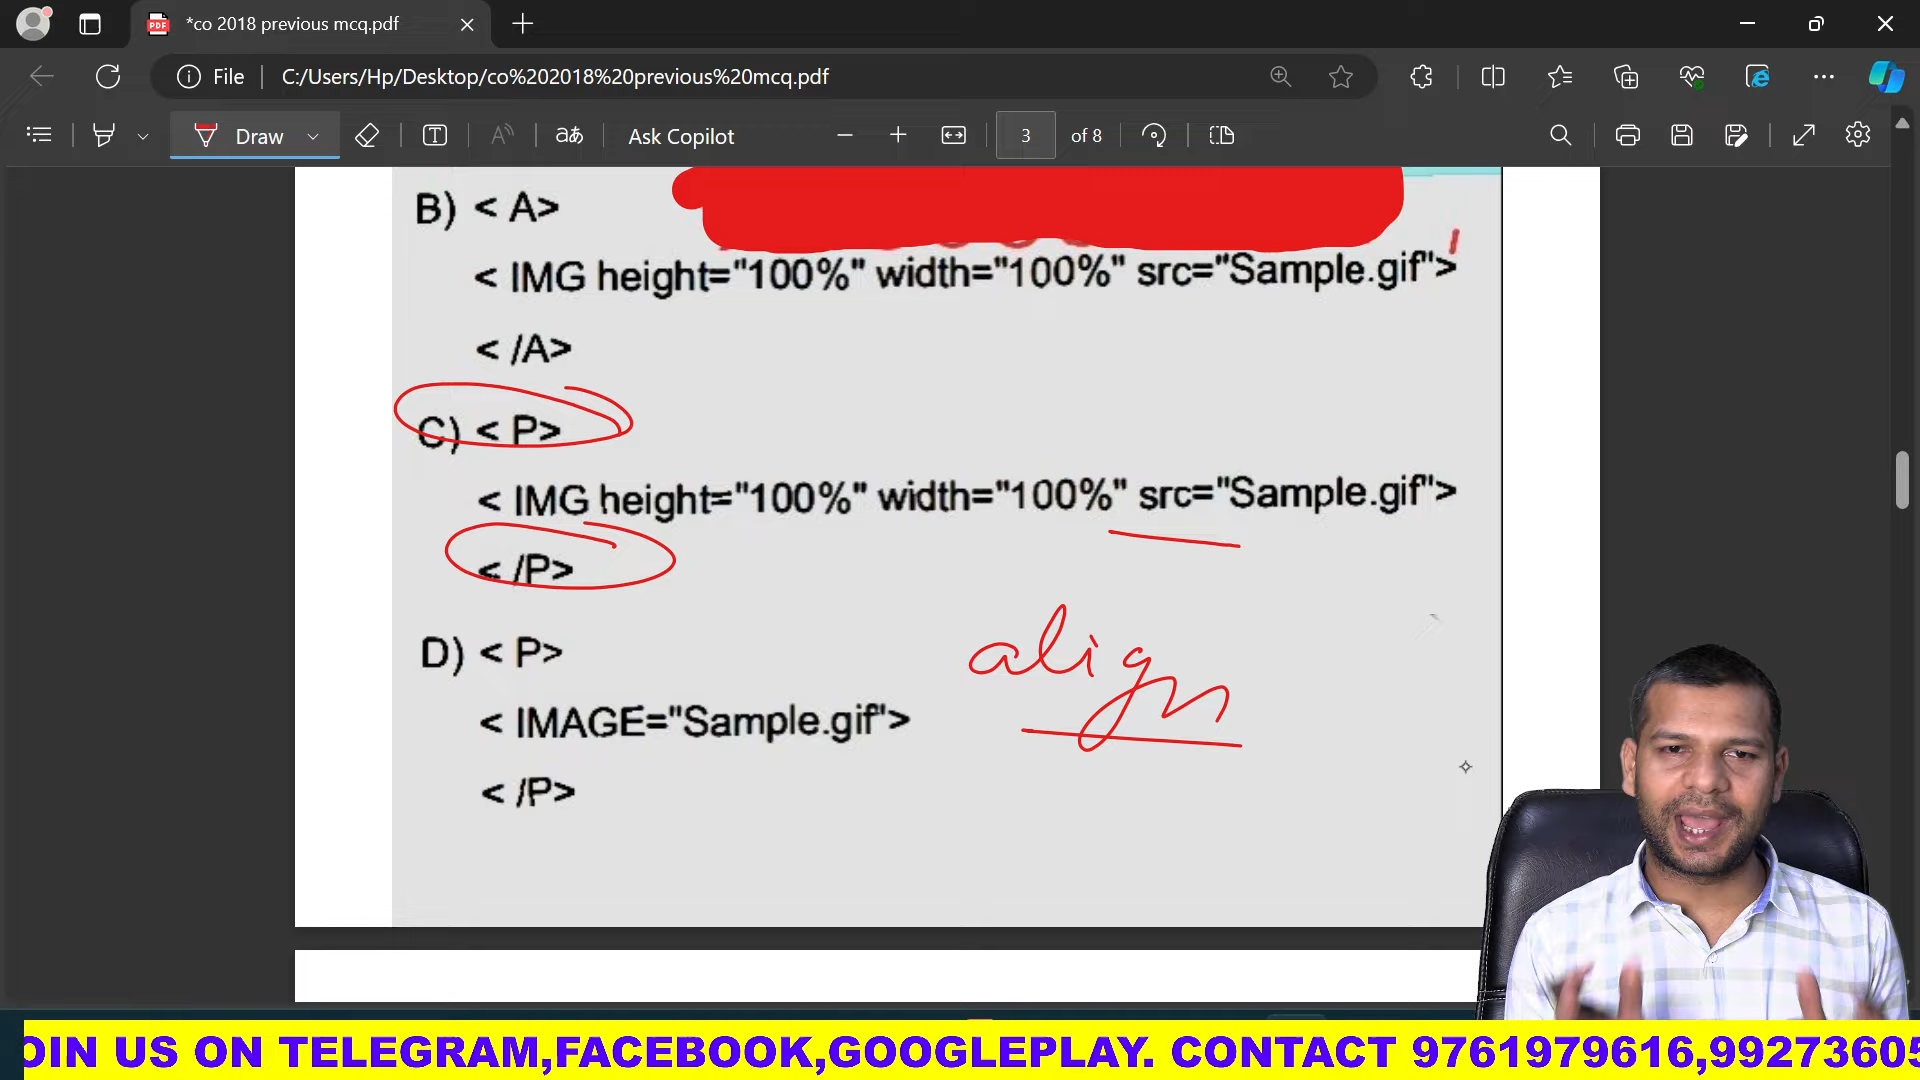 *co 2018 previous mcq.pdf
File C:/Users/Hp/Desktop/co%202018%20previous%20mcq.pdf
Draw aあ Ask Copilot 3 of 8
B) < A>
< IMG height="100%" width="100%" src="Sample.gif">
< /A>
C) < P>
< IMG height="100%" width="100%" src="Sample.gif">
< /P>
D) < P>
align
< IMAGE="Sample.gif">
< /P>
OIN US ON TELEGRAM,FACEBOOK,GOOGLEPLAY. CONTACT 9761979616,99273605